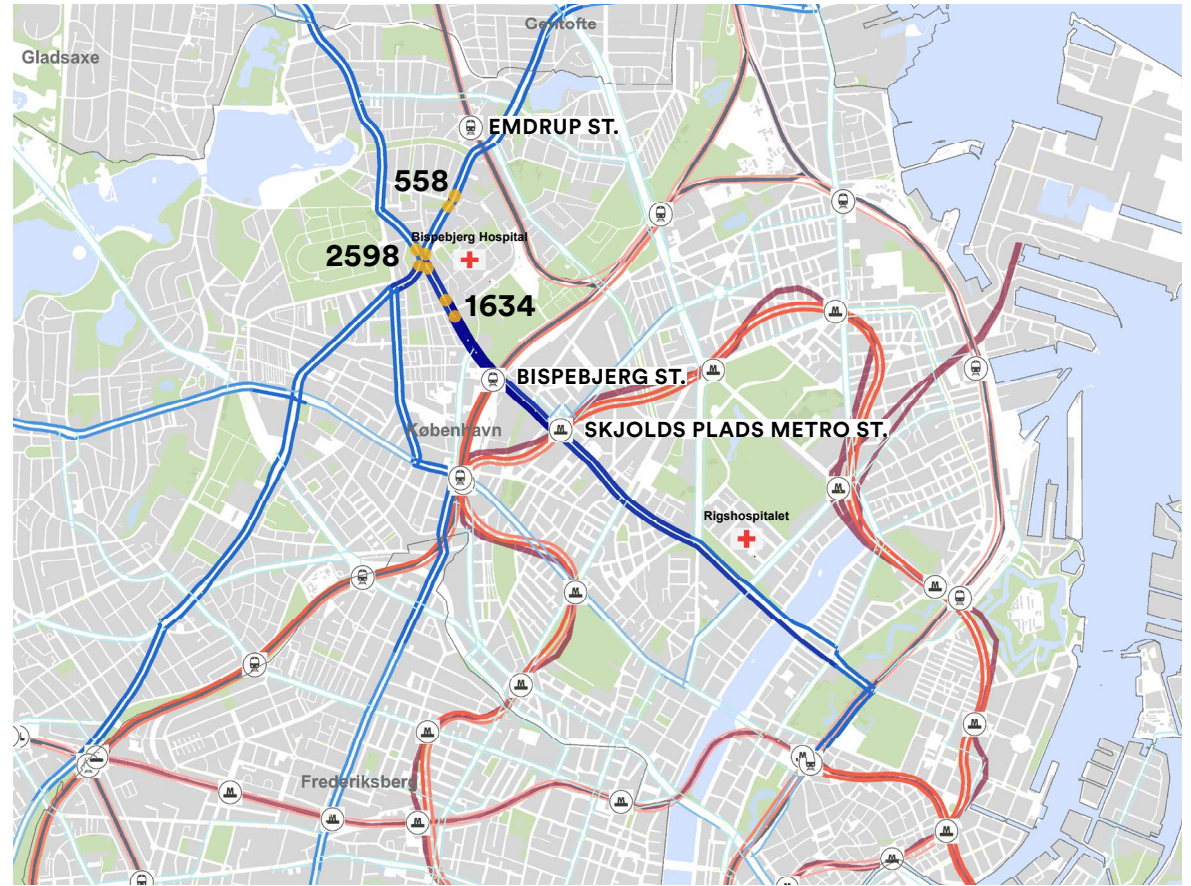 Gentofte
Gladsaxe
EMDRUP ST.
558
Bispebjerg Hospital
2598
1634
BISPEBJERG ST.
København
SKJOLDS PLADS METRO ST.
Rigshospitalet
Frederiksberg